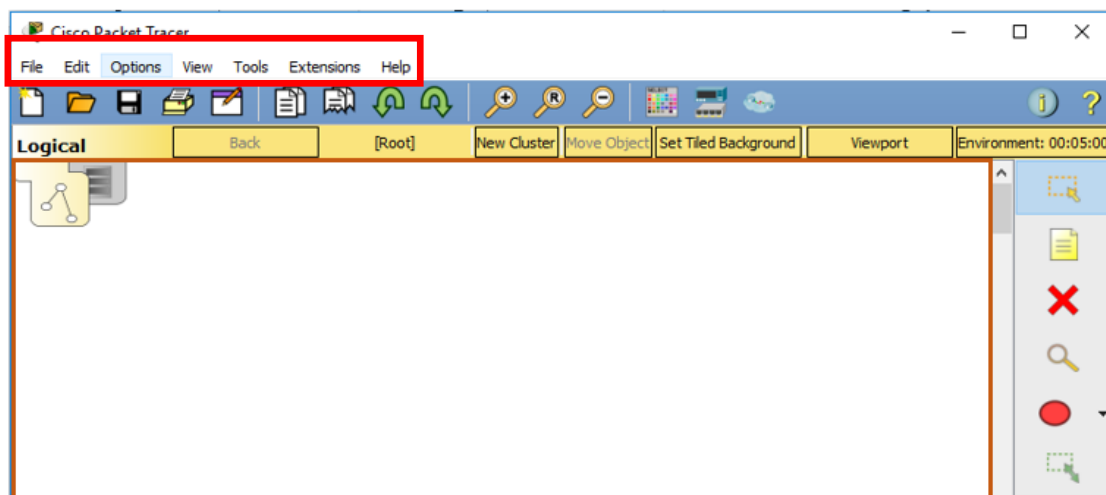 Cisco Packet Tracer
File Edit Options View Tools Extensions Help
SELECT
Logical Back [Root] New Cluster Move Object Set Tiled Background Viewport Environment: 00:05:00